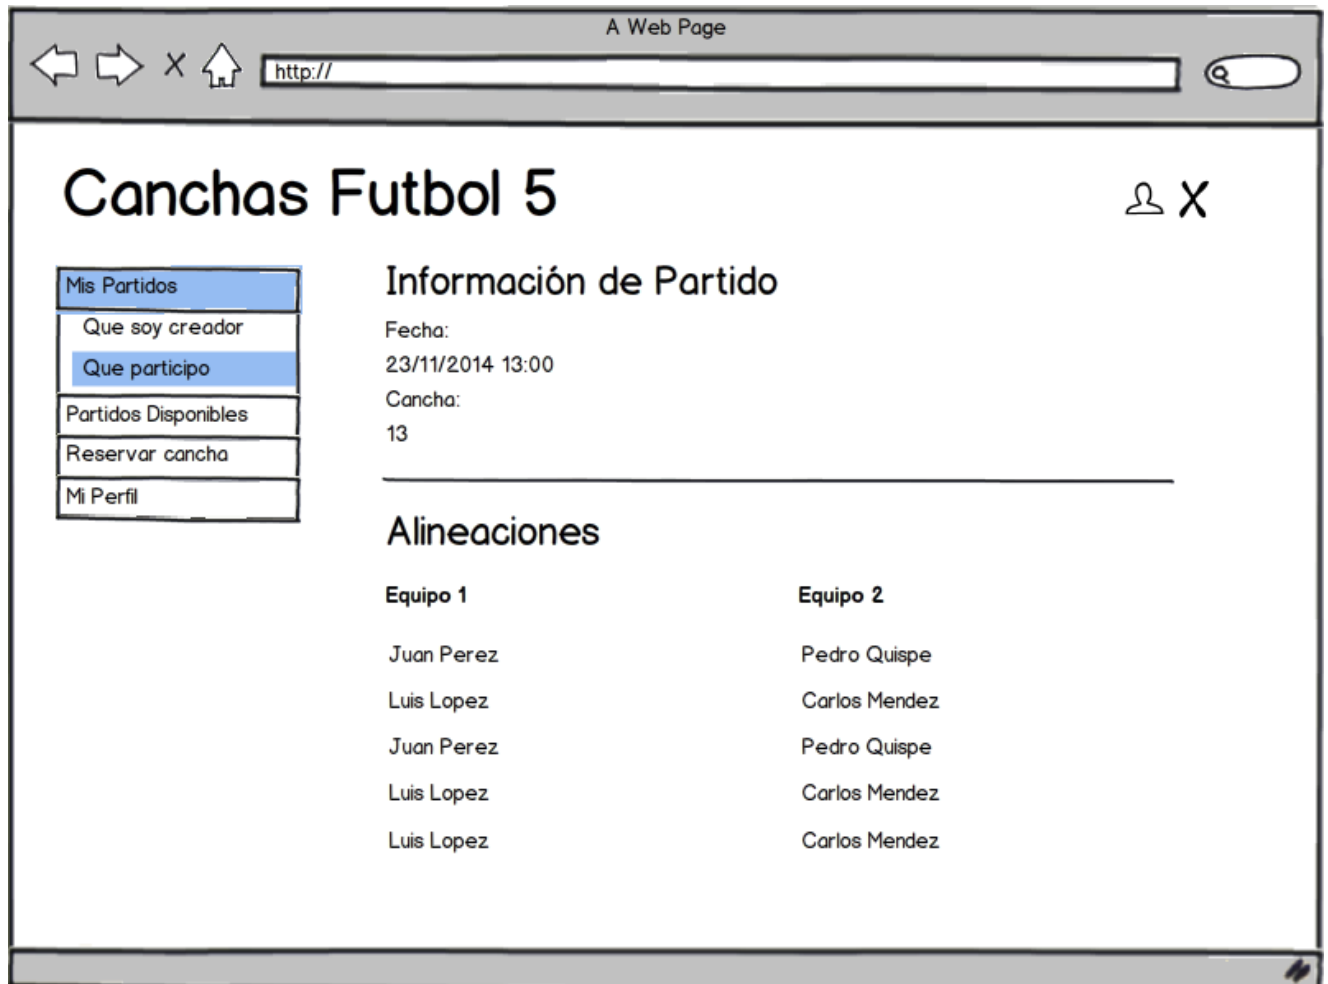 A Web Page
http://
Canchas Futbol 5
Mis Partidos
Que soy creador
Que participo
Partidos Disponibles
Reservar cancha
Mi Perfil
Información de Partido
Fecha:
23/11/2014 13:00
Cancha:
13
Alineaciones
Equipo 1 Equipo 2
Juan Perez Pedro Quispe
Luis Lopez Carlos Mendez
Juan Perez Pedro Quispe
Luis Lopez Carlos Mendez
Luis Lopez Carlos Mendez